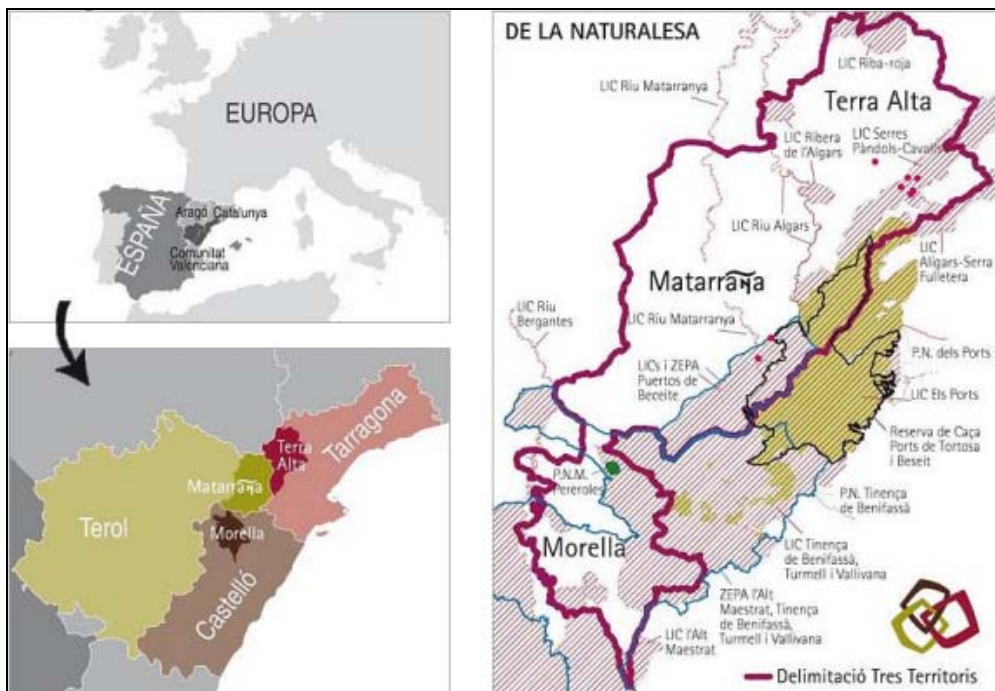 EUROPA
ESPAÑA
Aragó
Catalunya
Comunitat
Valenciana
Terol
Matarraña
Terra
Alta
Tarragona
Morella
Castelló
DE LA NATURALESA
LIC Riba-roja
LIC Riu Matarranya
Terra Alta
LIC Ribera
de l'Algars
LIC Serres
Pàndols-Cavalls
LIC Riu Algars
LIC
Aligars-Serra
Fulletera
Matarraña
LIC Riu
Bergantes
LIC Riu Matarranya
P.N. dels Ports
LICs i ZEPA
Puertos de
Beceite
LIC Els Ports
Reserva de Caça
Ports de Tortosa
i Beseit
P.N.M.
Pereroles
P.N. Tinença
de Benifassà
Morella
LIC Tinença
de Benifassà,
Turmell i Vallivana
ZEPA l'Alt
Maestrat, Tinença
de Benifassà,
Turmell i Vallivana
LIC l'Alt
Maestrat
Delimitació Tres Territoris